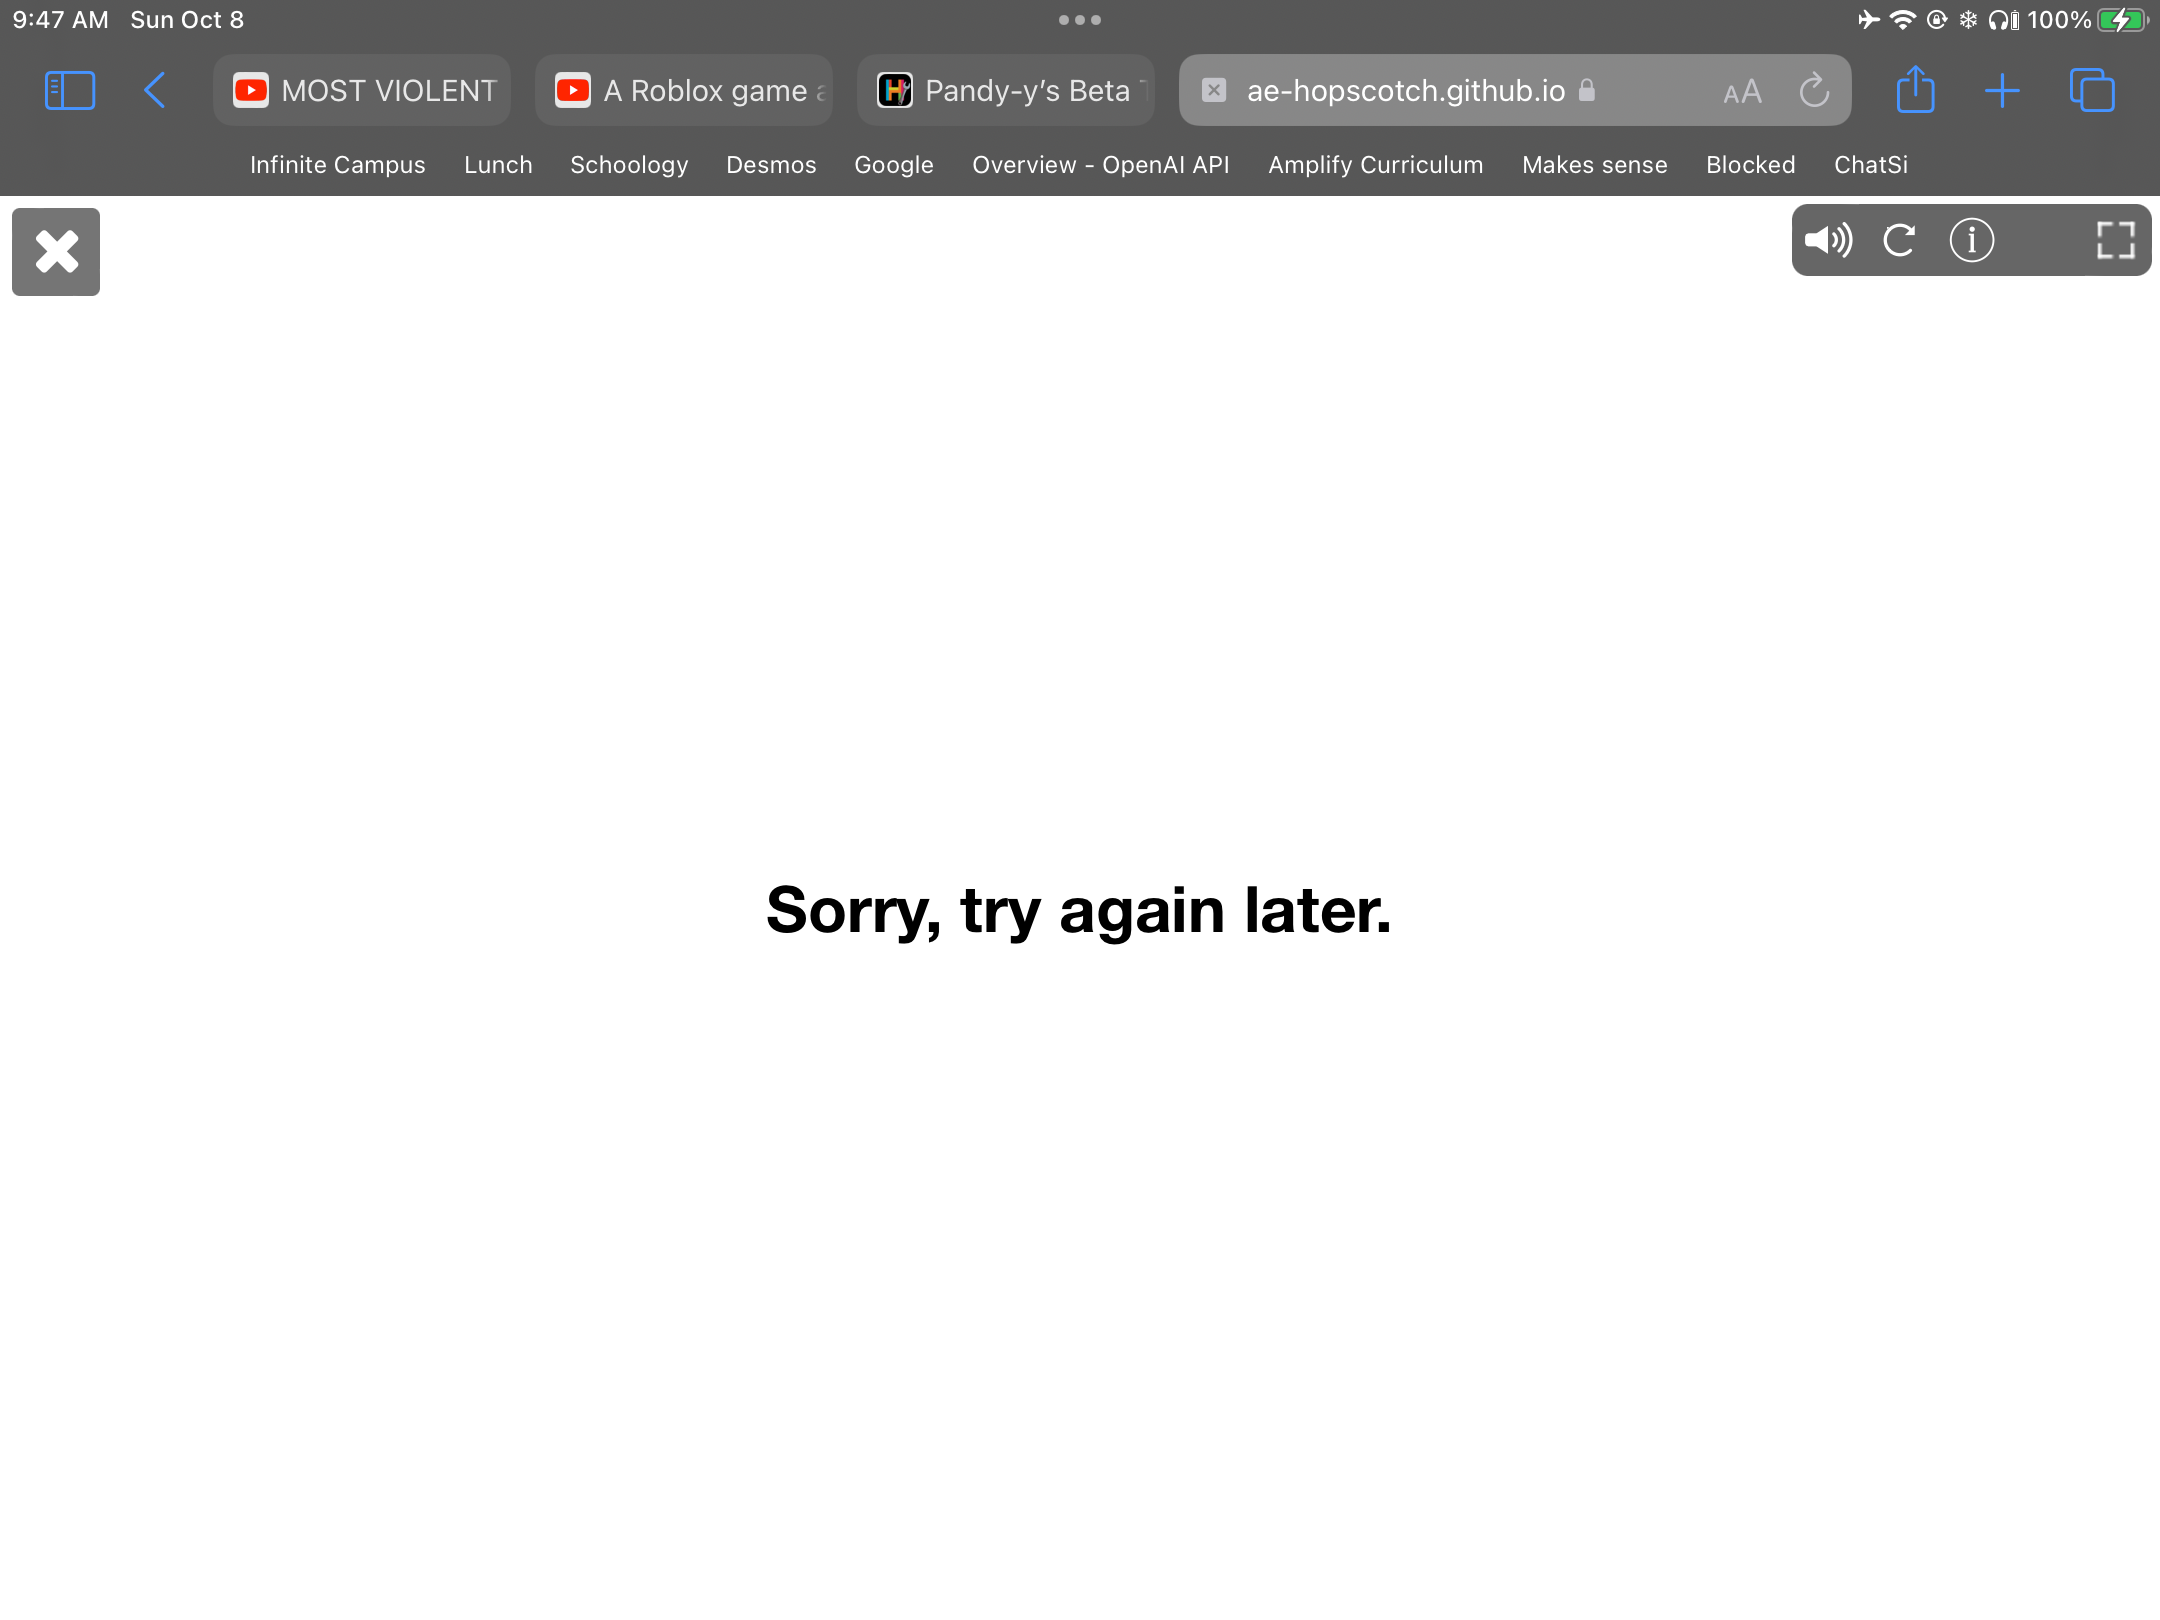 9:47 AM Sun Oct 8 100%
MOST VIOLENT A Roblox game Pandy-y’s Beta ae-hopscotch.github.io AA
Infinite Campus Lunch Schoology Desmos Google Overview - OpenAI API Amplify Curriculum Makes sense Blocked ChatSi
Sorry, try again later.